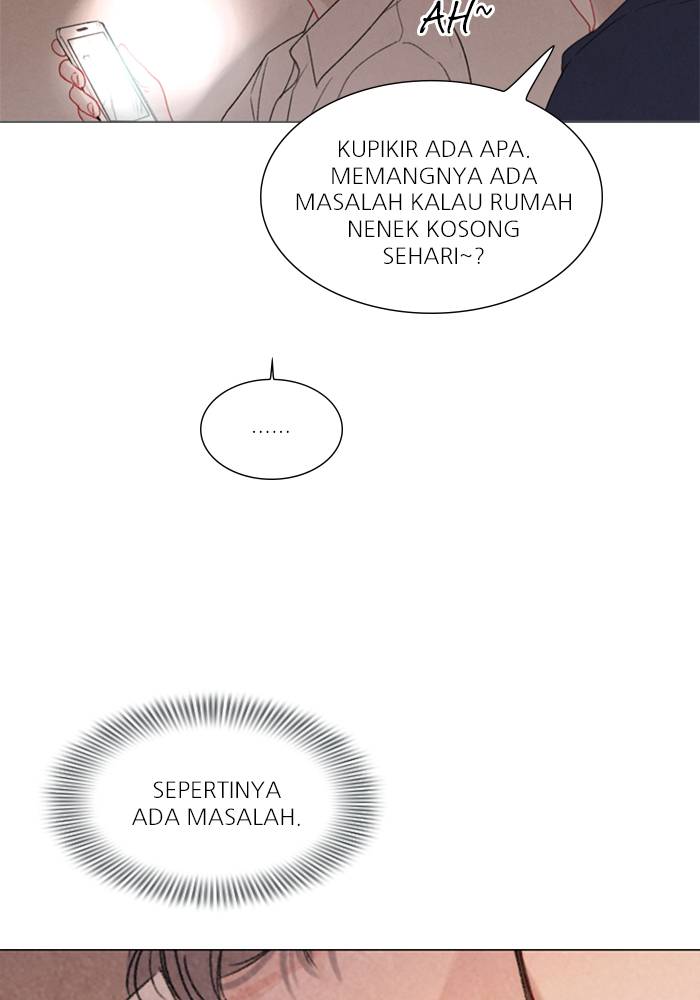 AH~
KUPIKIR ADA APA.
MEMANGNYA ADA
MASALAH KALAU RUMAH
NENEK KOSONG
SEHARI~?
......
SEPERTINYA
ADA MASALAH.